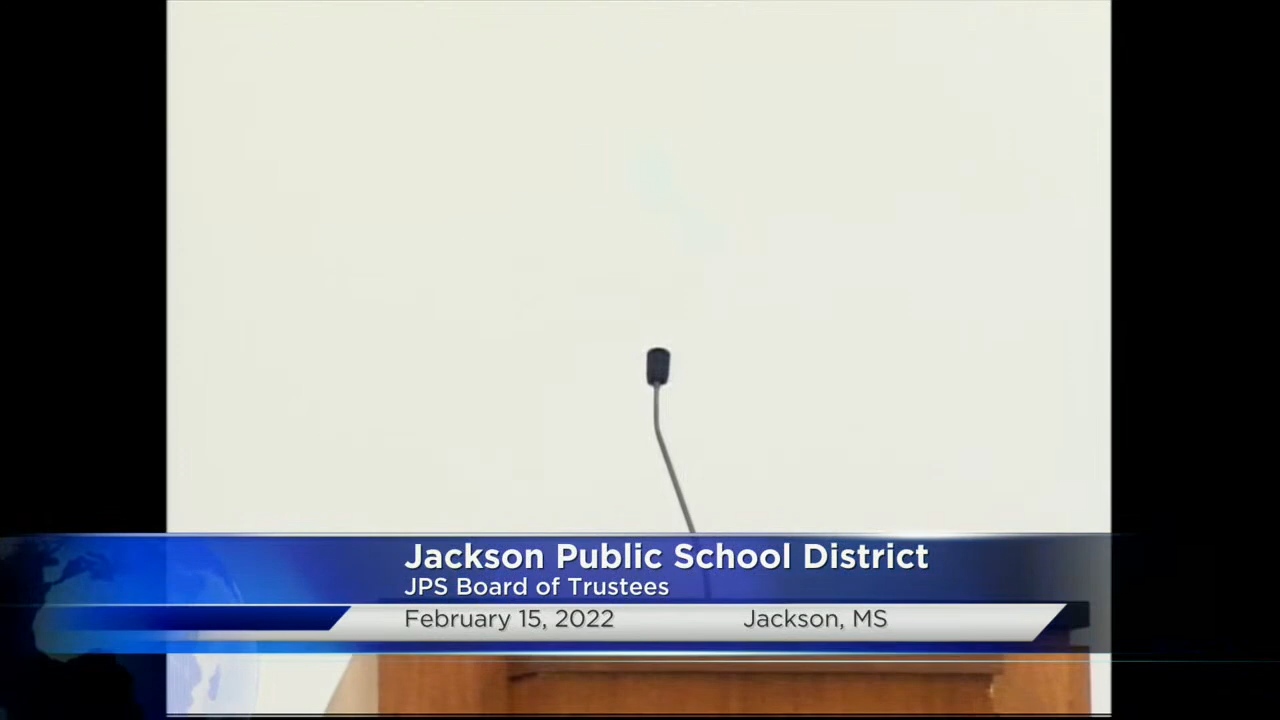 Jackson Public School District
JPS Board of Trustees
February 15, 2022 Jackson, MS